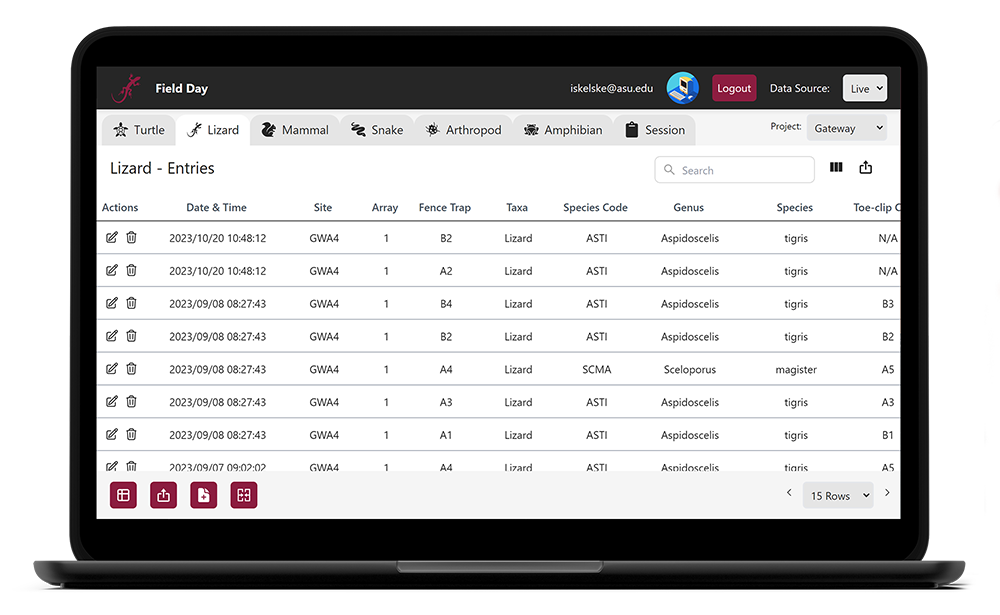 Field Day
iskelske@asu.edu
Logout
Data Source:
Live
Turtle
Lizard
Mammal
Snake
Arthropod
Amphibian
Session
Project:
Gateway
Lizard - Entries
Search
Actions Date & Time Site Array Fence Trap Taxa Species Code Genus Species Toe-clip C
2023/10/20 10:48:12 GWA4 1 B2 Lizard ASTI Aspidoscelis tigris N/A
2023/10/20 10:48:12 GWA4 1 A2 Lizard ASTI Aspidoscelis tigris N/A
2023/09/08 08:27:43 GWA4 1 B4 Lizard ASTI Aspidoscelis tigris B3
2023/09/08 08:27:43 GWA4 1 B2 Lizard ASTI Aspidoscelis tigris B2
2023/09/08 08:27:43 GWA4 1 A4 Lizard SCMA Sceloporus magister A5
2023/09/08 08:27:43 GWA4 1 A3 Lizard ASTI Aspidoscelis tigris A3
2023/09/08 08:27:43 GWA4 1 A1 Lizard ASTI Aspidoscelis tigris B1
2023/09/07 09:02:02 GWA4 1 A4 Lizard ASTI Aspidoscelis tigris A5
15 Rows